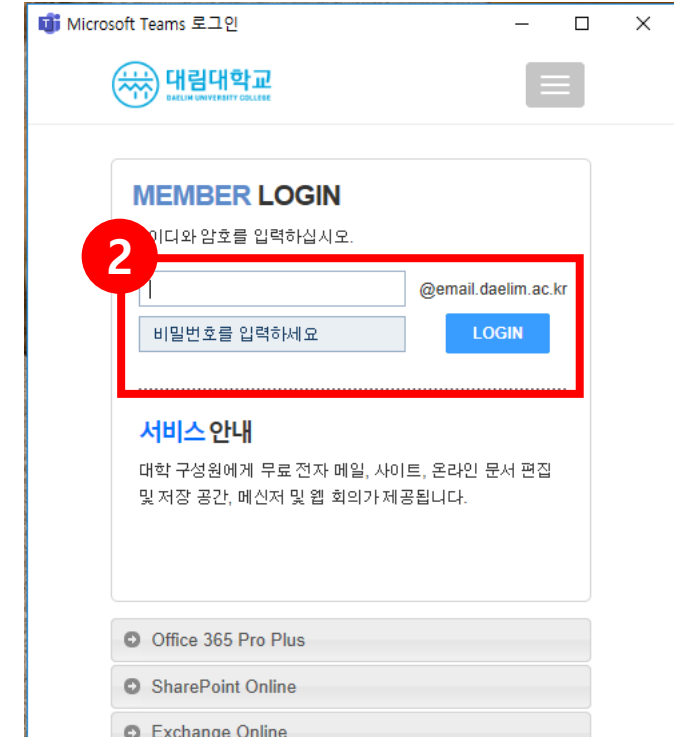 Microsoft Teams 로그인
대림대학교
DAELIM UNIVERSITY COLLEGE
MEMBER LOGIN
이디와 암호를 입력하십시오.
2
@email.daelim.ac.kr
비밀번호를 입력하세요
LOGIN
서비스 안내
대학 구성원에게 무료 전자 메일, 사이트, 온라인 문서 편집
및 저장 공간, 메신저 및 웹 회의가 제공됩니다.
Office 365 Pro Plus
SharePoint Online
Exchange Online